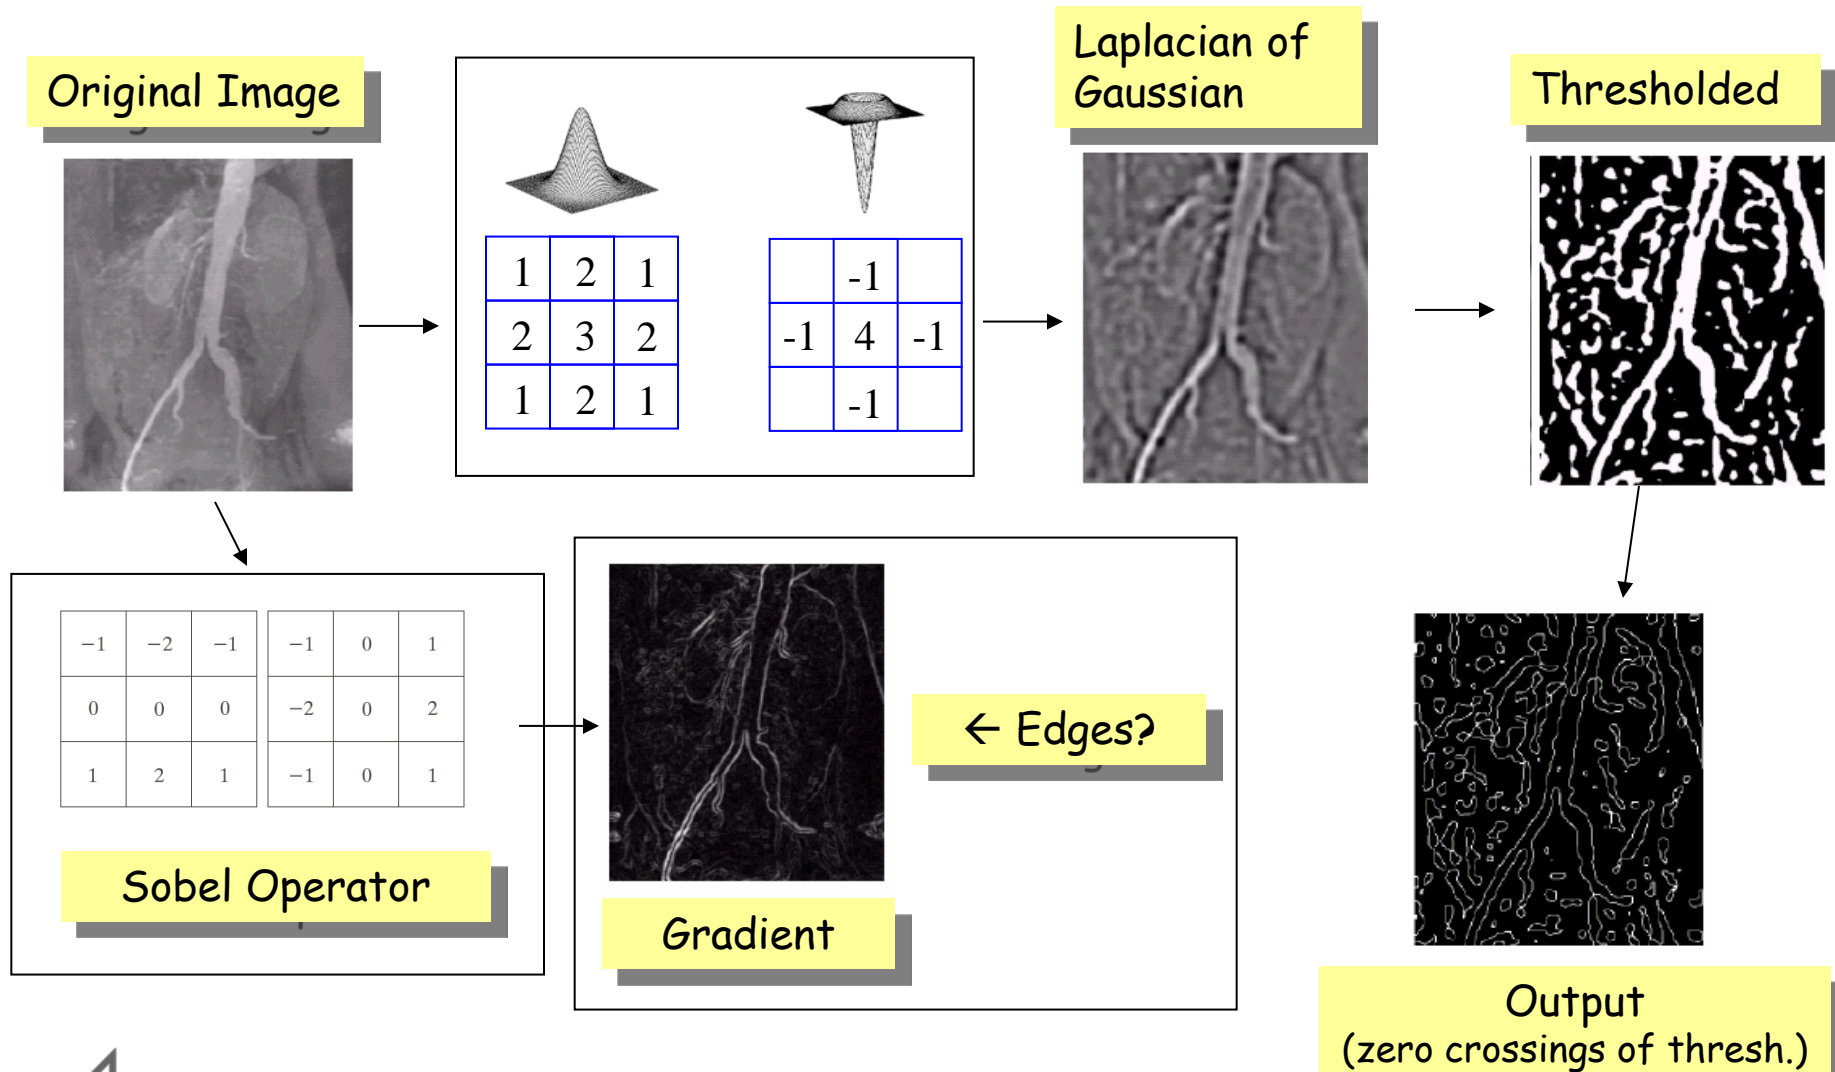 Original Image
Laplacian of
Gaussian
Thresholded
1 2 1
2 3 2
1 2 1
-1
-1 4 -1
-1
−1 −2 −1
0 0 0
1 2 1
−1 0 1
−2 0 2
−1 0 1
Sobel Operator
← Edges?
Gradient
Output
(zero crossings of thresh.)